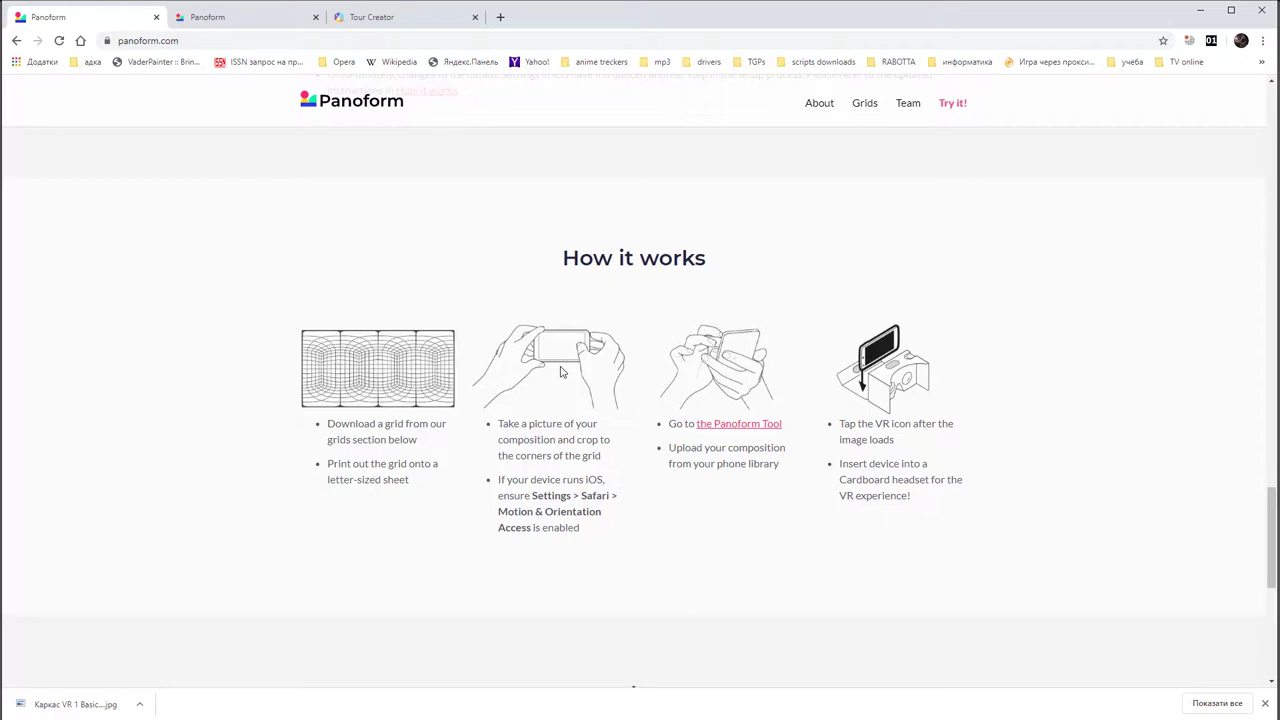 Panoform
Panoform
Tour Creator
panoform.com
01
Додатки
адка
VaderPainter :: Brin...
ISSN запрос на пр...
Opera
Wikipedia
Яндекс.Панель
Yahoo!
anime treckers
mp3
drivers
TGPs
scripts downloads
RABOTTA
информатика
Игра через прокси...
учеба
TV online
»
Panoform
About
Grids
Team
Try it!
How it works
How it works
• Download a grid from our
grids section below
• Print out the grid onto a
letter-sized sheet
• Take a picture of your
composition and crop to
the corners of the grid
• If your device runs iOS,
ensure Settings > Safari >
Motion & Orientation
Access is enabled
• Go to the Panoform Tool
• Upload your composition
from your phone library
• Tap the VR icon after the
image loads
• Insert device into a
Cardboard headset for the
VR experience!
Каркас VR 1 Basic....jpg
Показати все